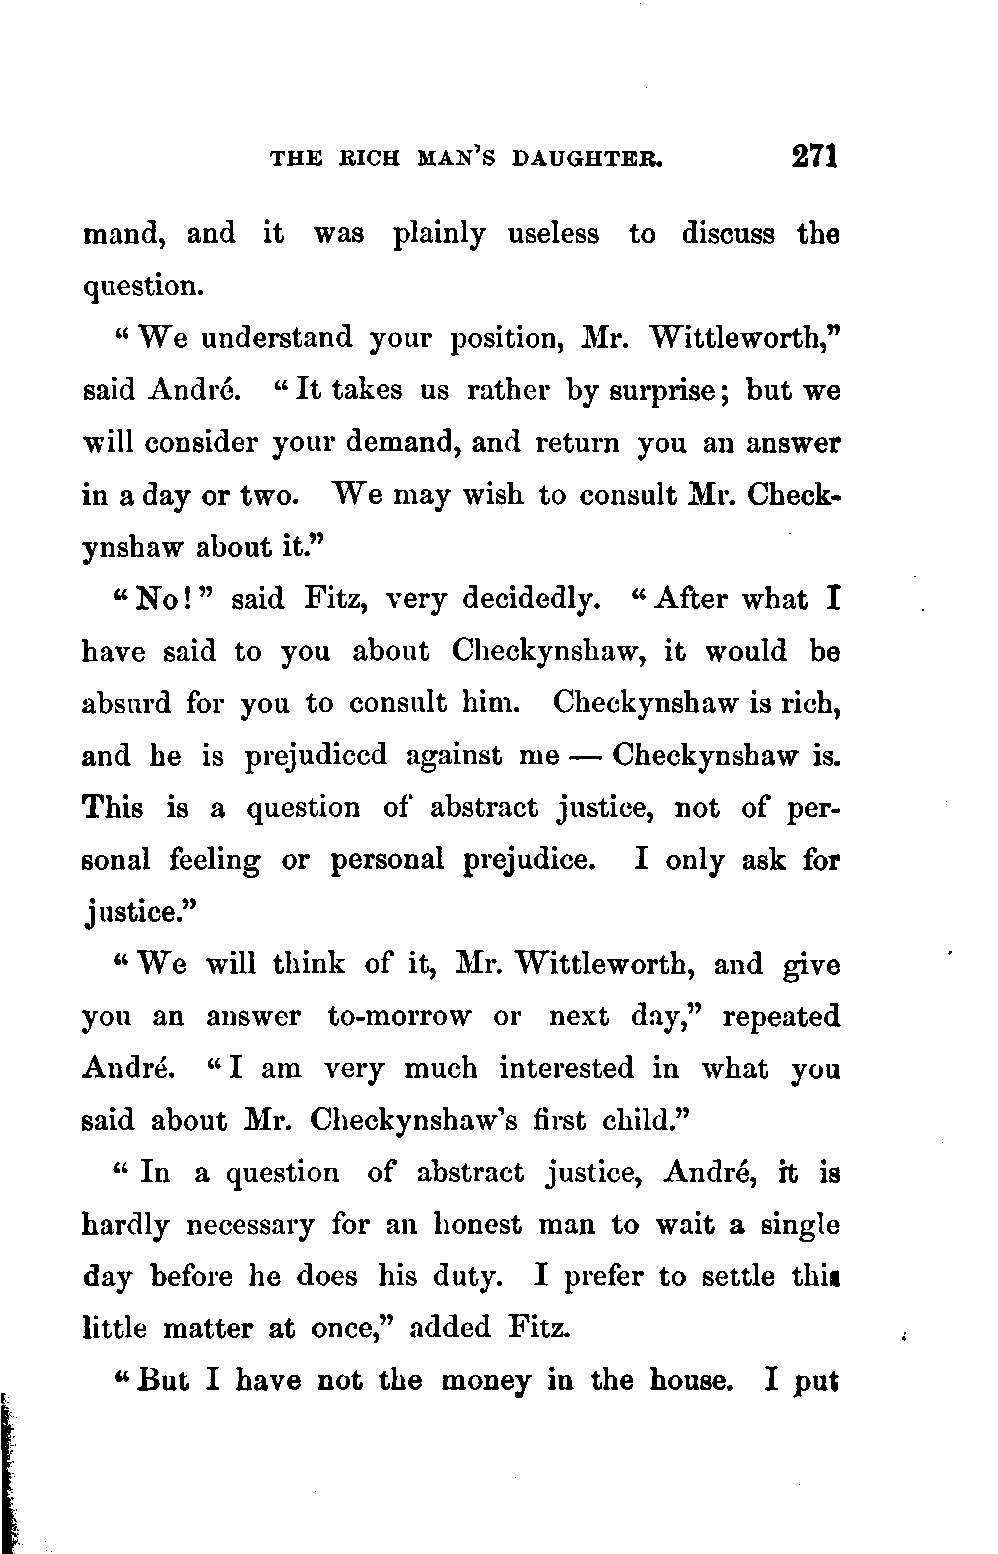 THE RICH MAN'S DAUGHTER. 271
mand, and it was plainly useless to discuss the
question.
"We understand your position, Mr. Wittleworth,"
said André. "It takes us rather by surprise; but we
will consider your demand, and return you an answer
in a day or two. We may wish to consult Mr. Check-
ynshaw about it."
"No!" said Fitz, very decidedly. "After what I
have said to you about Checkynshaw, it would be
absurd for you to consult him. Checkynshaw is rich,
and he is prejudiced against me — Checkynshaw is.
This is a question of abstract justice, not of per-
sonal feeling or personal prejudice. I only ask for
justice."
"We will think of it, Mr. Wittleworth, and give
you an answer to-morrow or next day," repeated
André. "I am very much interested in what you
said about Mr. Checkynshaw's first child."
"In a question of abstract justice, André, it is
hardly necessary for an honest man to wait a single
day before he does his duty. I prefer to settle this
little matter at once," added Fitz.
"But I have not the money in the house. I put